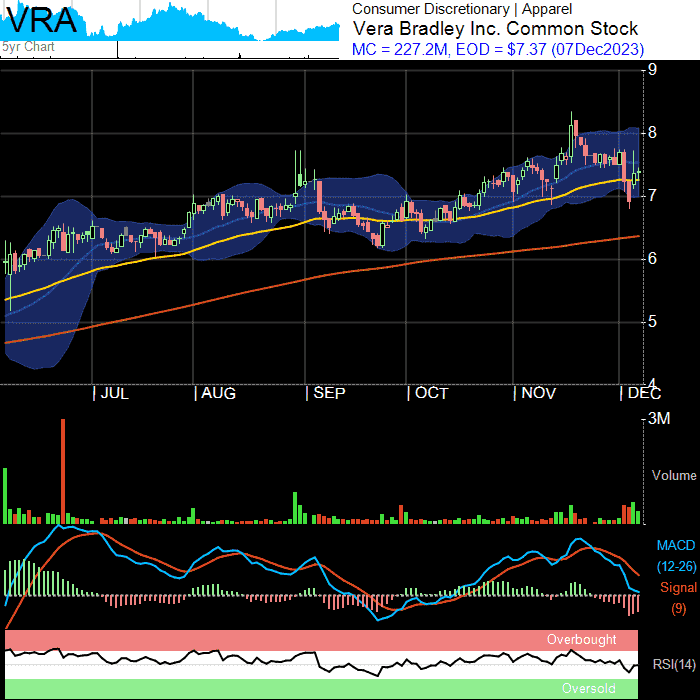 VRA
5yr Chart
Consumer Discretionary | Apparel
Vera Bradley Inc. Common Stock
MC = 227.2M, EOD = $7.37 (07Dec2023)
9
8
7
6
5
4
JUL AUG SEP OCT NOV DEC
3M
Volume
MACD
(12-26)
Signal
(9)
Overbought
RSI(14)
Oversold